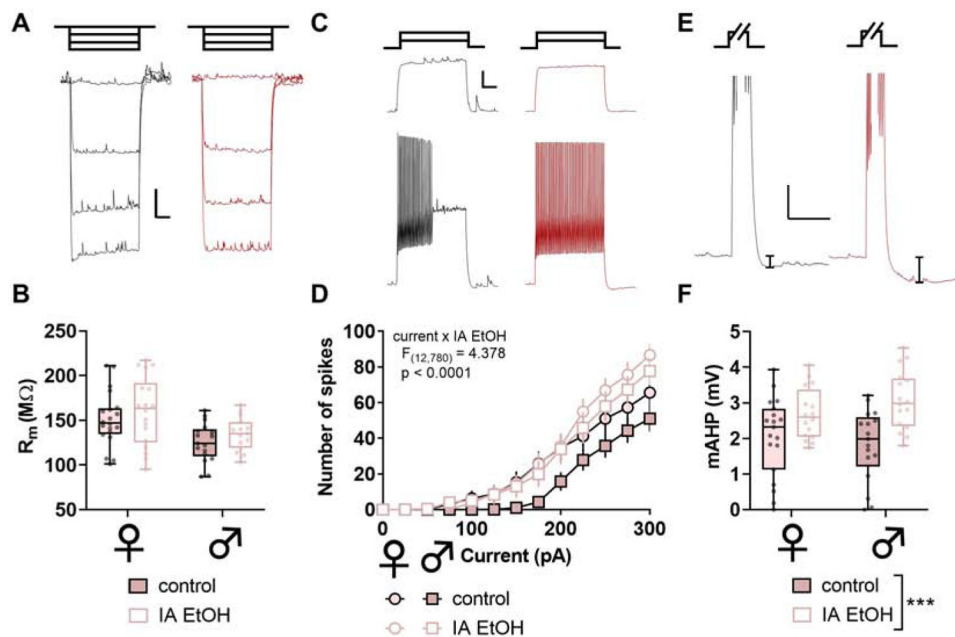 A
C
E
B
Rm (MΩ)
250
200
150
100
50
♀ ♂
control
IA EtOH
D
current x IA EtOH
F(12,780) = 4.378
p < 0.0001
Number of spikes
100
80
60
40
20
0
0 100 200 300
Current (pA)
♀ ♂
control
IA EtOH
F
mAHP (mV)
5
4
3
2
1
0
♀ ♂
control
IA EtOH
***